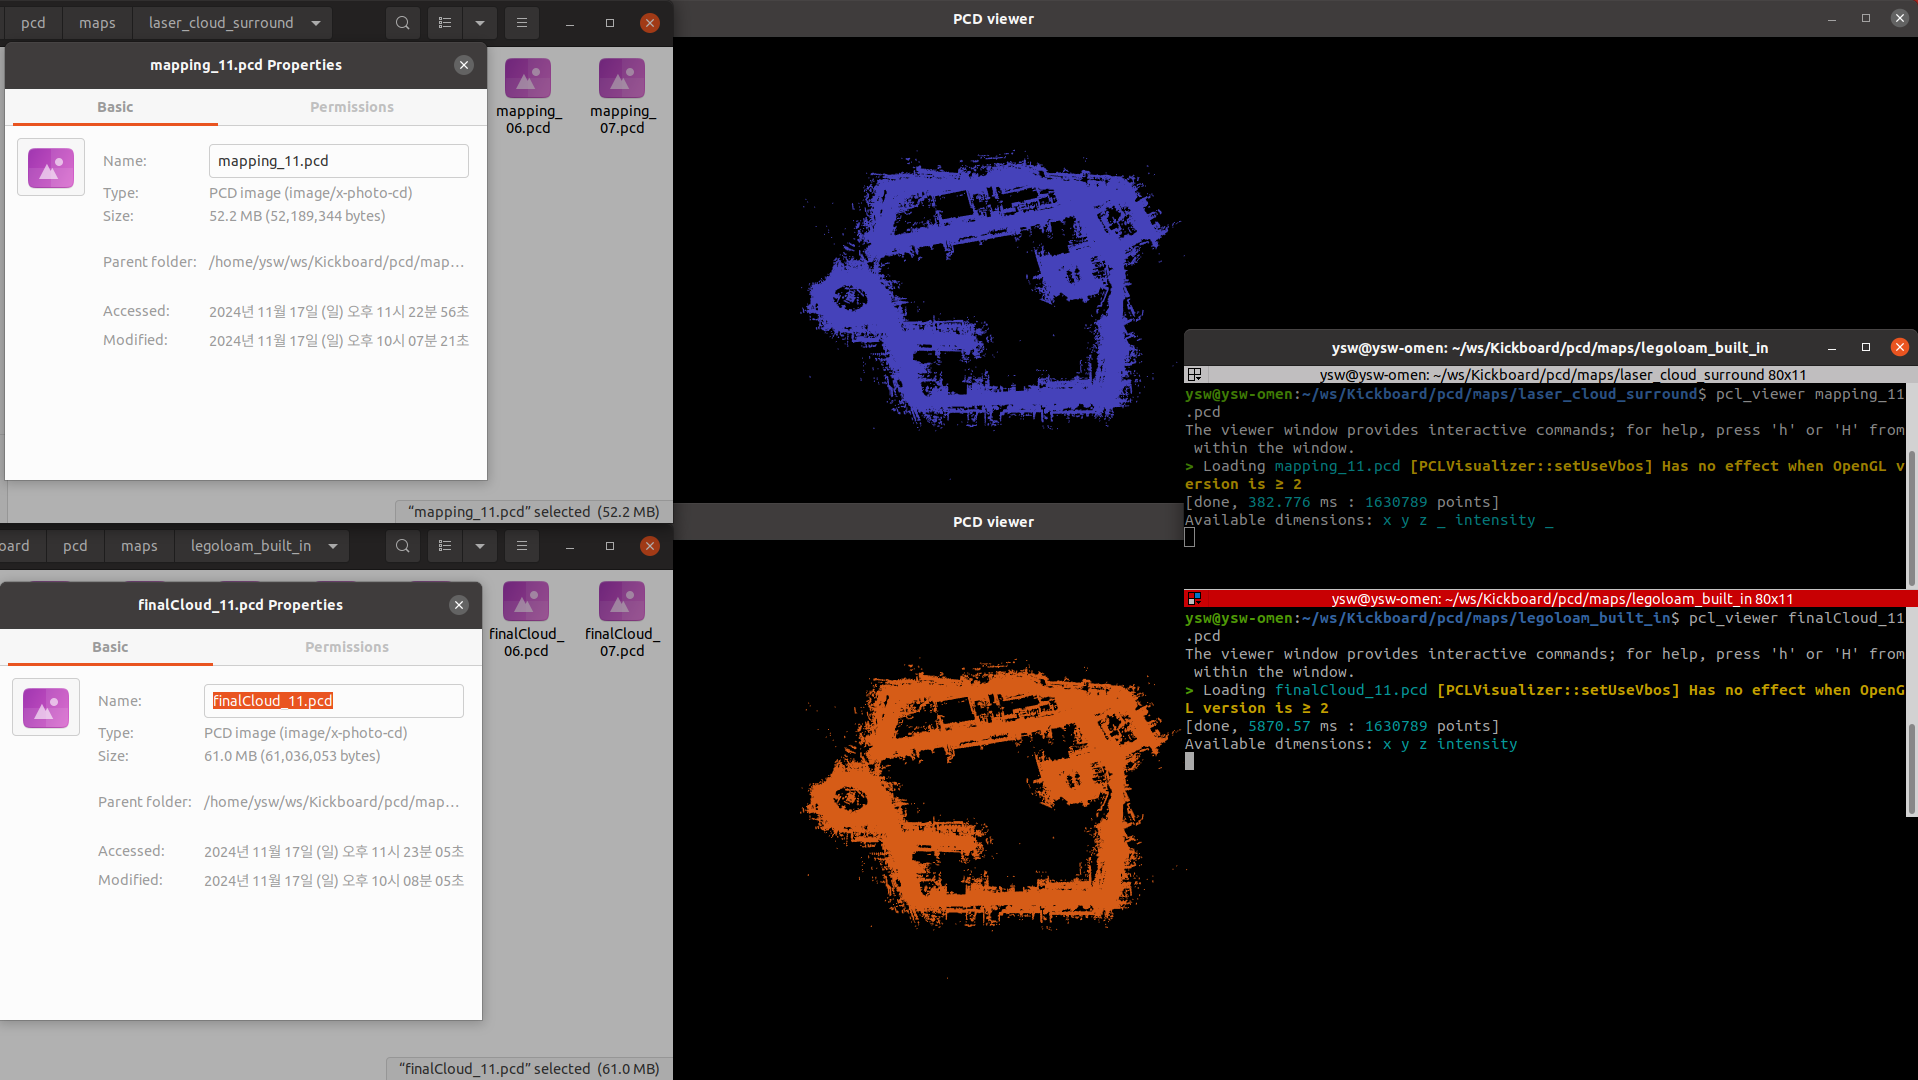 pcd
maps
laser_cloud_surround
mapping_11.pcd Properties
Basic
Permissions
Name:
mapping_11.pcd
Type:
PCD image (image/x-photo-cd)
Size:
52.2 MB (52,189,344 bytes)
Parent folder:
/home/ysw/ws/Kickboard/pcd/map…
Accessed:
2024년 11월 17일 (일) 오후 11시 22분 56초
Modified:
2024년 11월 17일 (일) 오후 10시 07분 21초
mapping_
06.pcd
mapping_
07.pcd
“mapping_11.pcd” selected (52.2 MB)
oard
pcd
maps
legoloam_built_in
finalCloud_11.pcd Properties
Basic
Permissions
Name:
finalCloud_11.pcd
Type:
PCD image (image/x-photo-cd)
Size:
61.0 MB (61,036,053 bytes)
Parent folder:
/home/ysw/ws/Kickboard/pcd/map…
Accessed:
2024년 11월 17일 (일) 오후 11시 23분 05초
Modified:
2024년 11월 17일 (일) 오후 10시 08분 05초
finalCloud_
06.pcd
finalCloud_
07.pcd
“finalCloud_11.pcd” selected (61.0 MB)
PCD viewer
PCD viewer
ysw@ysw-omen: ~/ws/Kickboard/pcd/maps/legoloam_built_in
ysw@ysw-omen: ~/ws/Kickboard/pcd/maps/laser_cloud_surround 80x11
ysw@ysw-omen:~/ws/Kickboard/pcd/maps/laser_cloud_surround$ pcl_viewer mapping_11
.pcd
The viewer window provides interactive commands; for help, press 'h' or 'H' from
within the window.
> Loading mapping_11.pcd [PCLVisualizer::setUseVbos] Has no effect when OpenGL v
ersion is ≥ 2
[done, 382.776 ms : 1630789 points]
Available dimensions: x y z _ intensity _
ysw@ysw-omen: ~/ws/Kickboard/pcd/maps/legoloam_built_in 80x11
ysw@ysw-omen:~/ws/Kickboard/pcd/maps/legoloam_built_in$ pcl_viewer finalCloud_11
.pcd
The viewer window provides interactive commands; for help, press 'h' or 'H' from
within the window.
> Loading finalCloud_11.pcd [PCLVisualizer::setUseVbos] Has no effect when OpenG
L version is ≥ 2
[done, 5870.57 ms : 1630789 points]
Available dimensions: x y z intensity